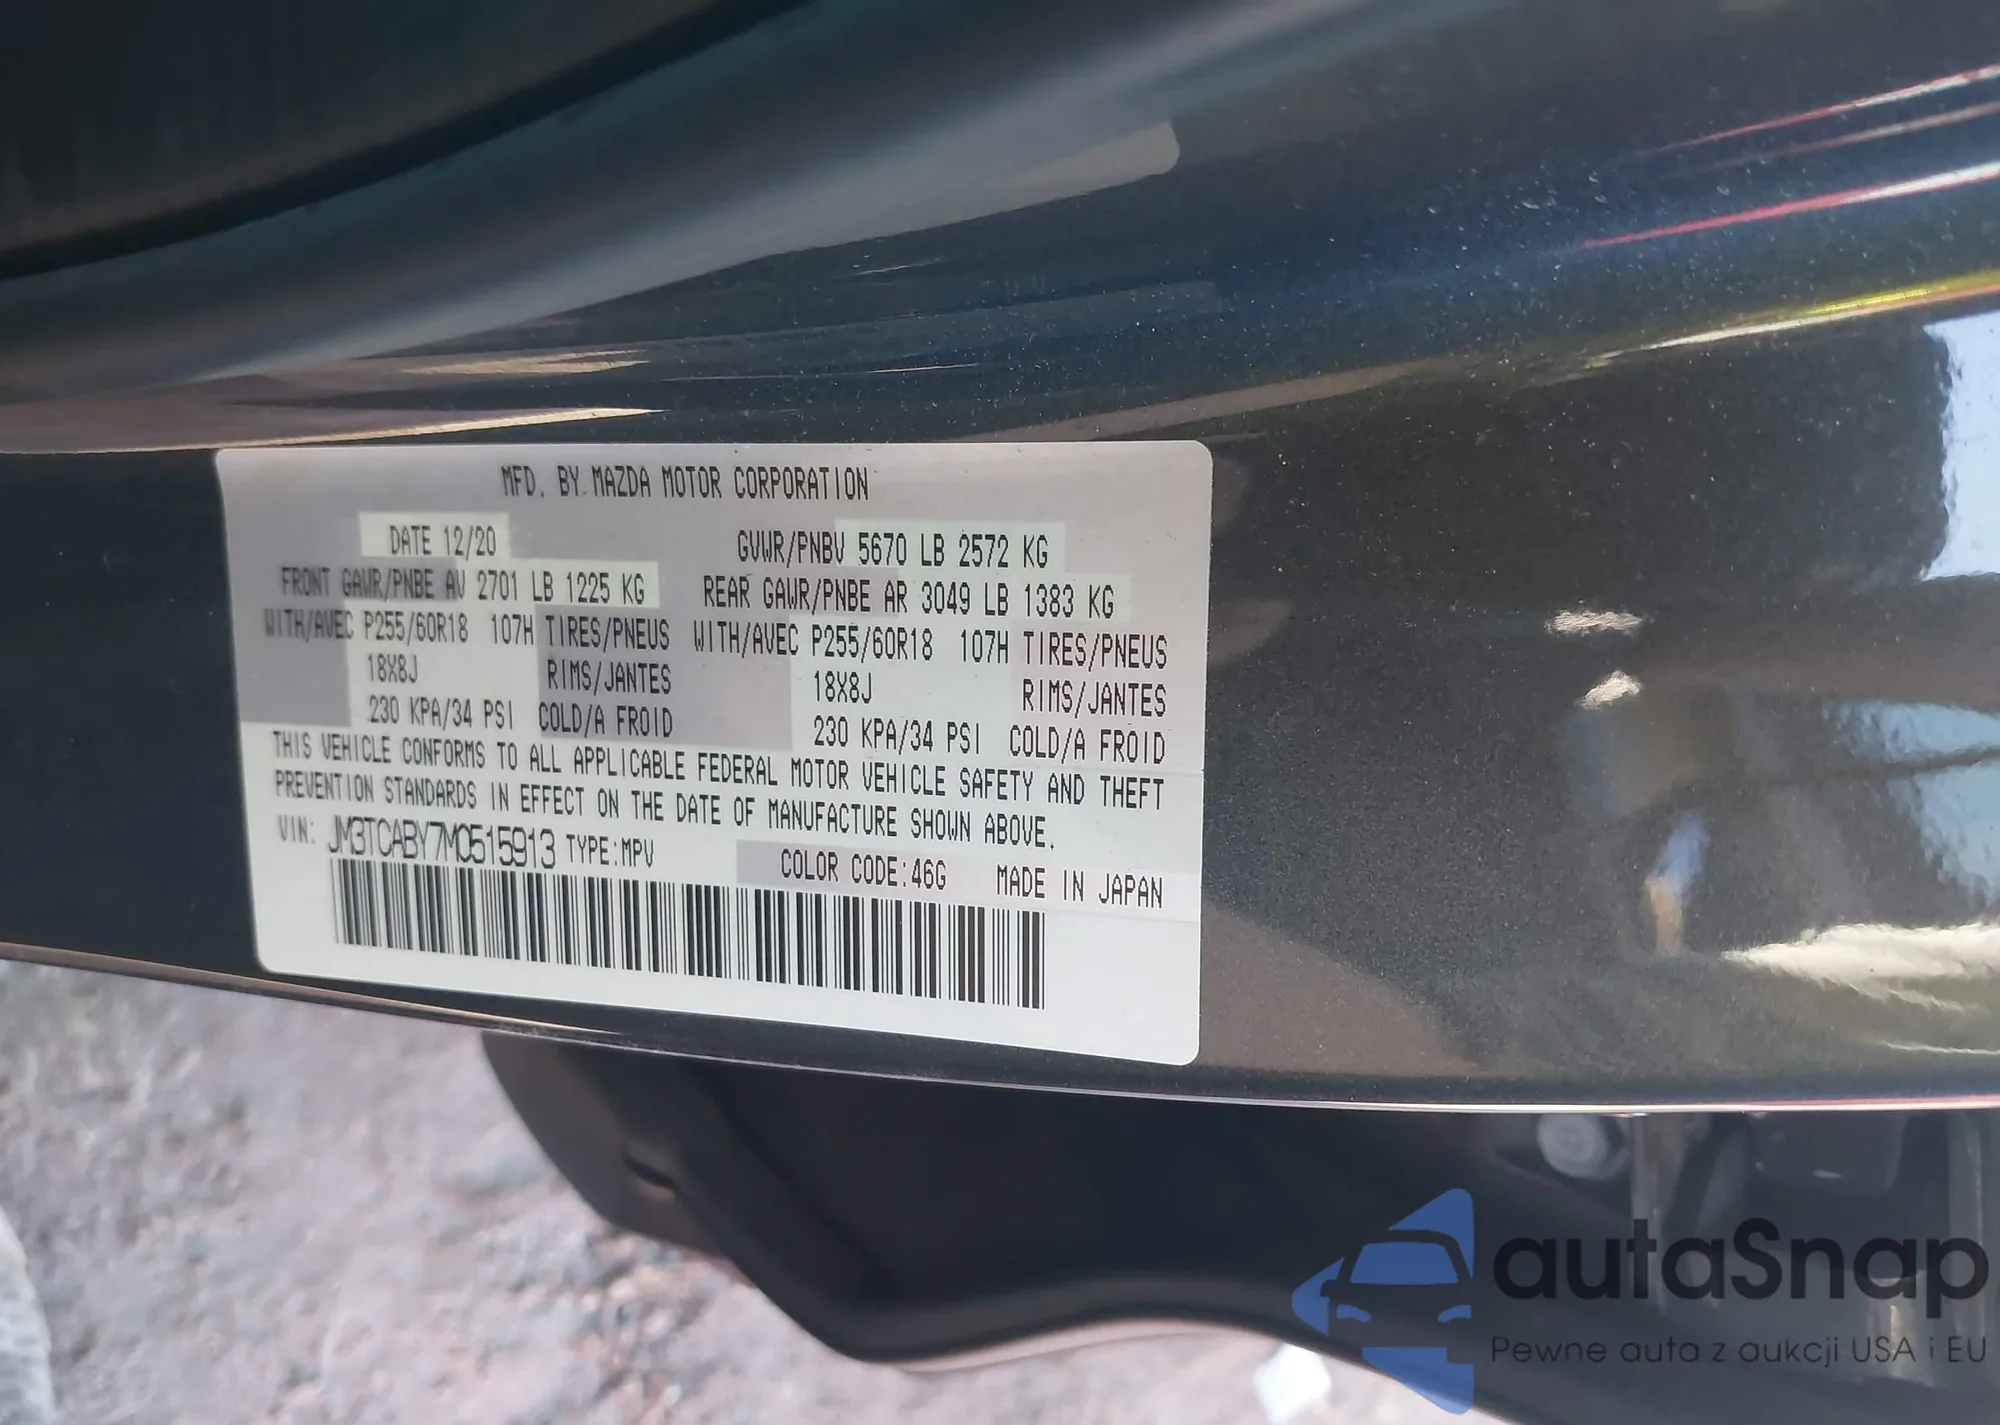 MFD. BY MAZDA MOTOR CORPORATION
DATE 12/20 GVWR/PNBV 5670 LB 2572 KG
FRONT GAWR/PNBE AV 2701 LB 1225 KG REAR GAWR/PNBE AR 3049 LB 1383 KG
WITH/AVEC P255/60R18 107H TIRES/PNEUS WITH/AVEC P255/60R18 107H TIRES/PNEUS
18X8J RIMS/JANTES 18X8J RIMS/JANTES
230 KPA/34 PSI COLD/A FROID 230 KPA/34 PSI COLD/A FROID
THIS VEHICLE CONFORMS TO ALL APPLICABLE FEDERAL MOTOR VEHICLE SAFETY AND THEFT
PREVENTION STANDARDS IN EFFECT ON THE DATE OF MANUFACTURE SHOWN ABOVE.
VIN: JM3TCABY7M0515913 TYPE:MPV
COLOR CODE:46G MADE IN JAPAN
autaSnap
Pewne auta z aukcji USA i EU